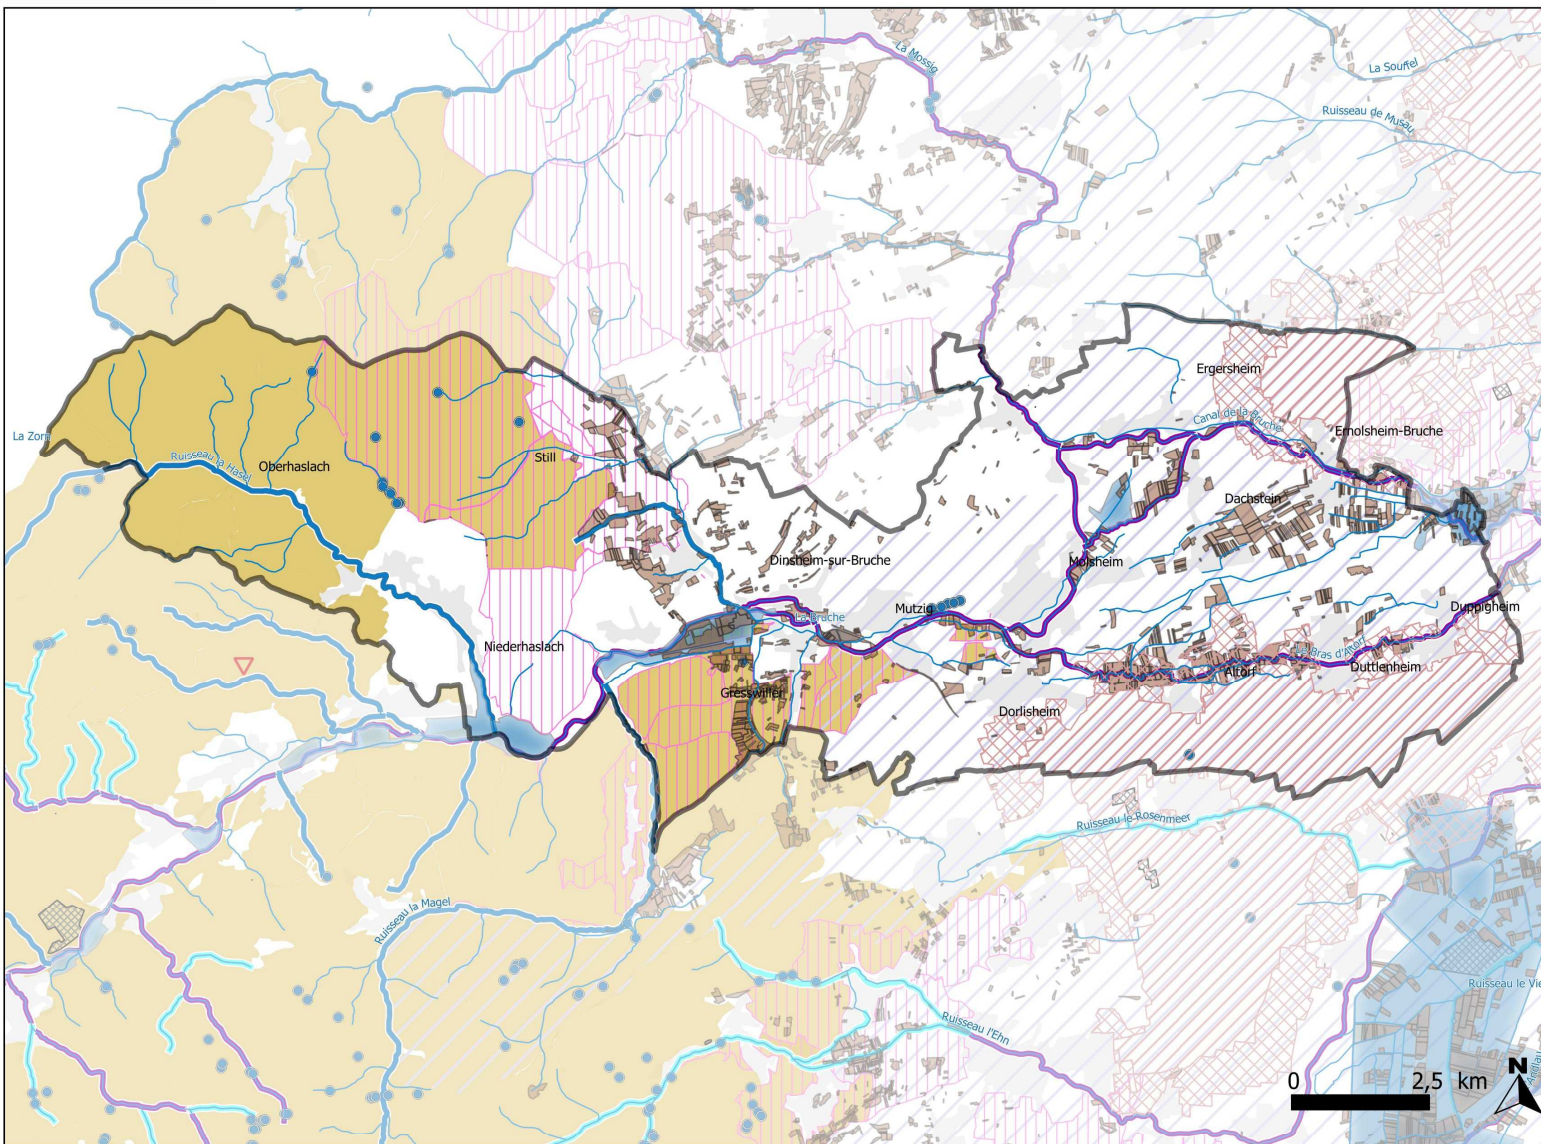 La Mossig
La Souffel
Ruisseau de Musau
Ergersheim
Canal de la Bruche
Ernolsheim-Bruche
La Zorn
Ruisseau la Hasel
Oberhaslach
Still
Dachstein
Dinsheim-sur-Bruche
Molsheim
Mutzig
La Bruche
Duppigheim
Niederhaslach
Le Bras d'Altorf
Duttlenheim
Altorf
Gresswiller
Dorlisheim
Ruisseau le Rosenmeer
Ruisseau la Magel
Ruisseau le Vie
Ruisseau l'Ehn
Andlau
N
0 2,5 km